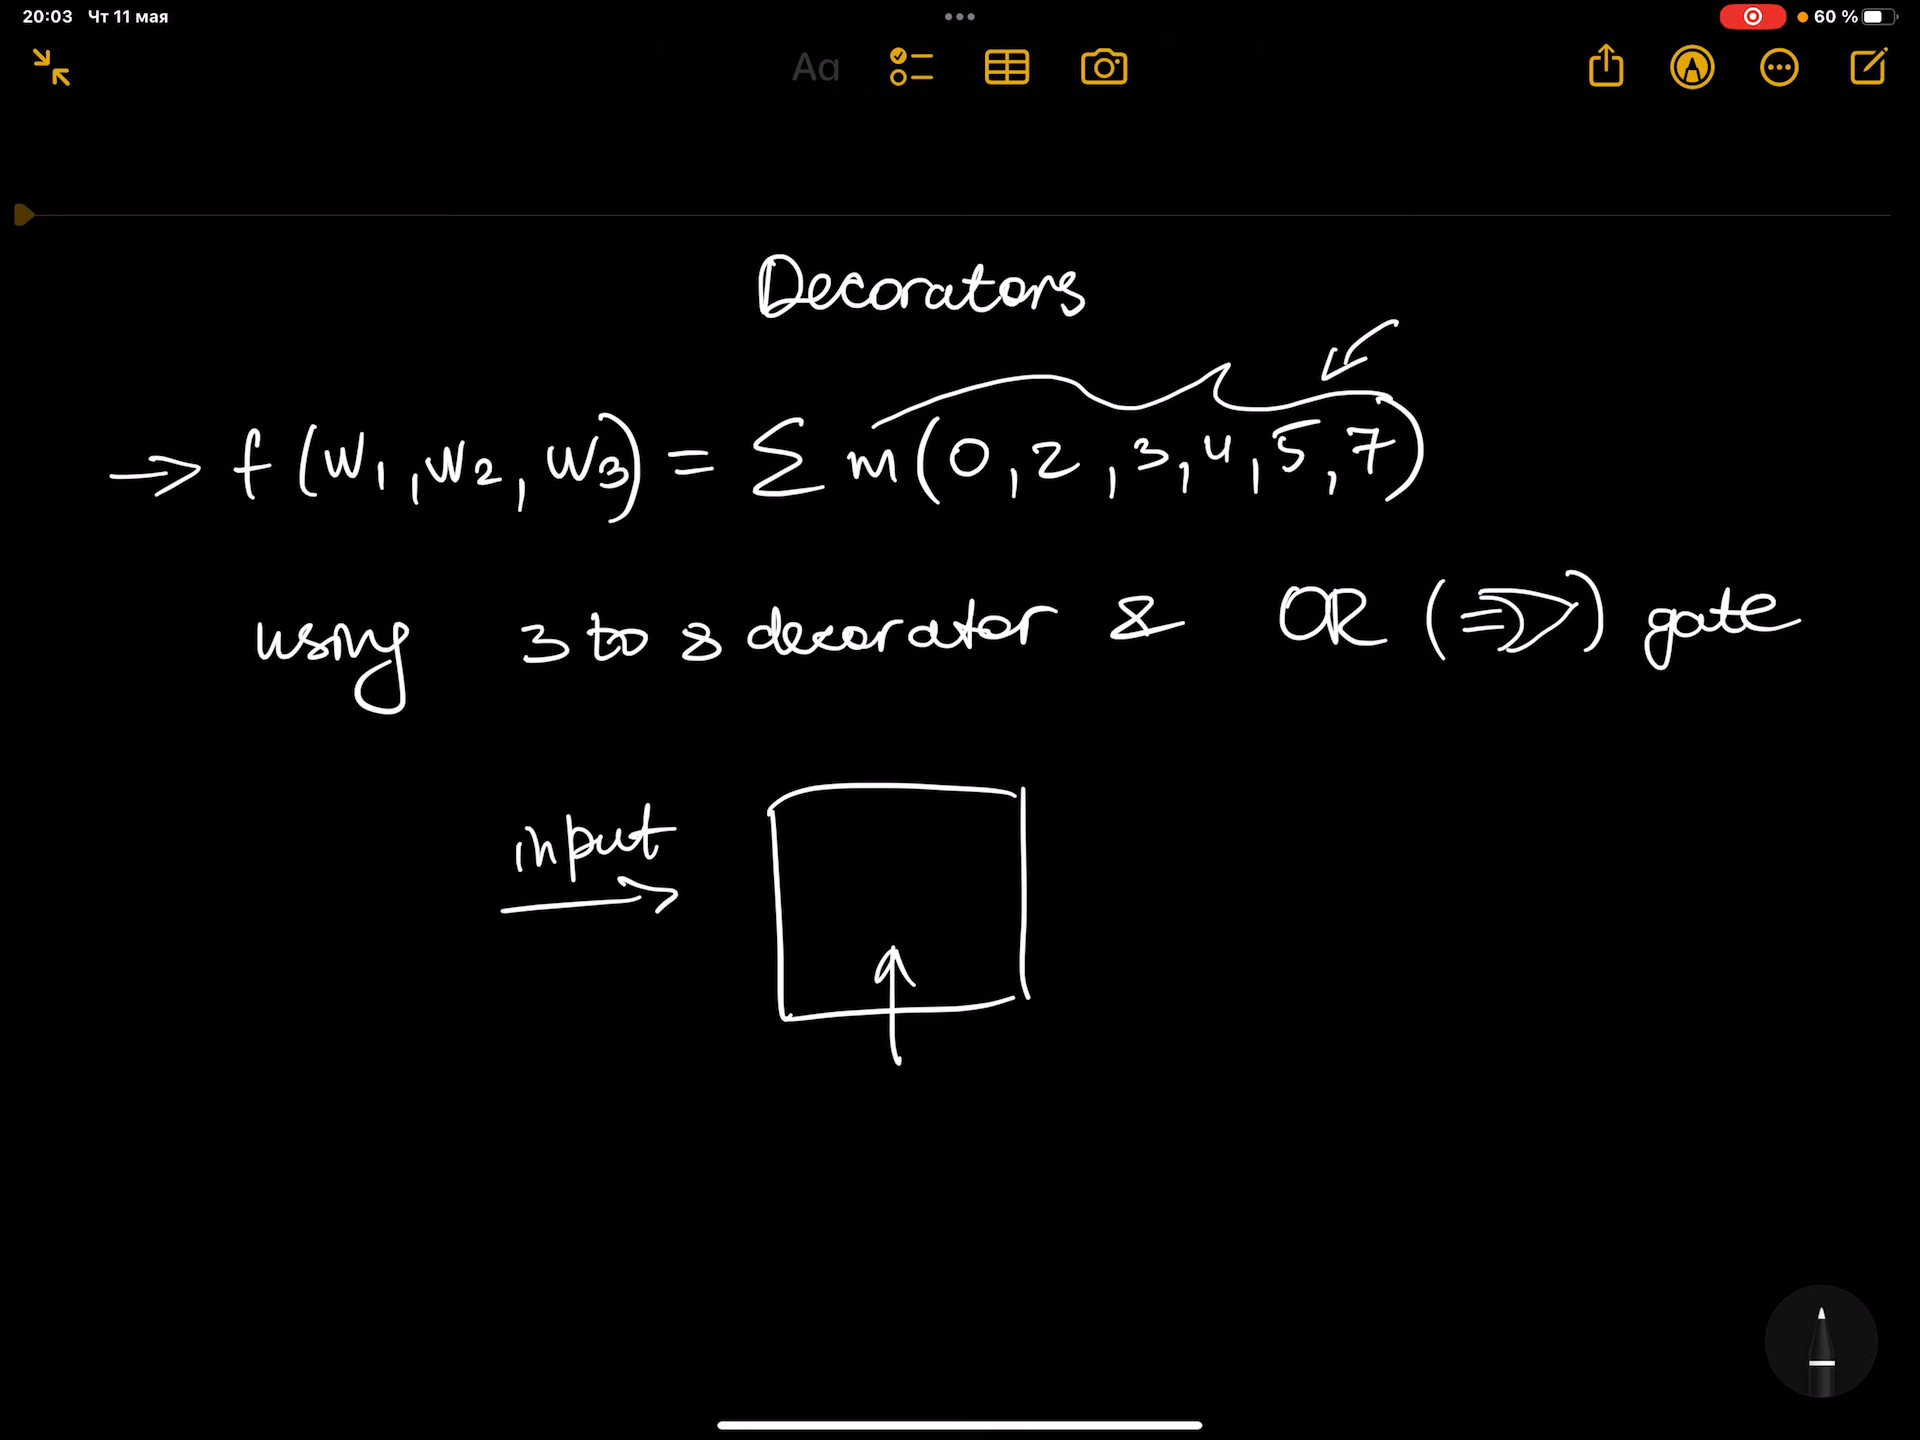 20:03 Чт 11 мая 60 %
Aa
Decorators
→ f(W1, W2, W3) = Σ m(0, 2, 3, 4, 5, 7)
using 3 to 8 decorator & OR (⇒) gate
input